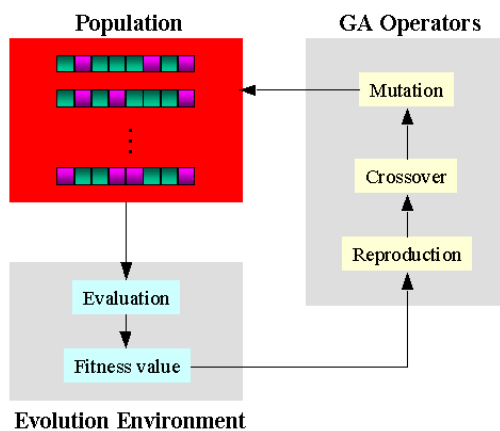 Population
GA Operators
Mutation
Crossover
Reproduction
Evaluation
Fitness value
Evolution Environment